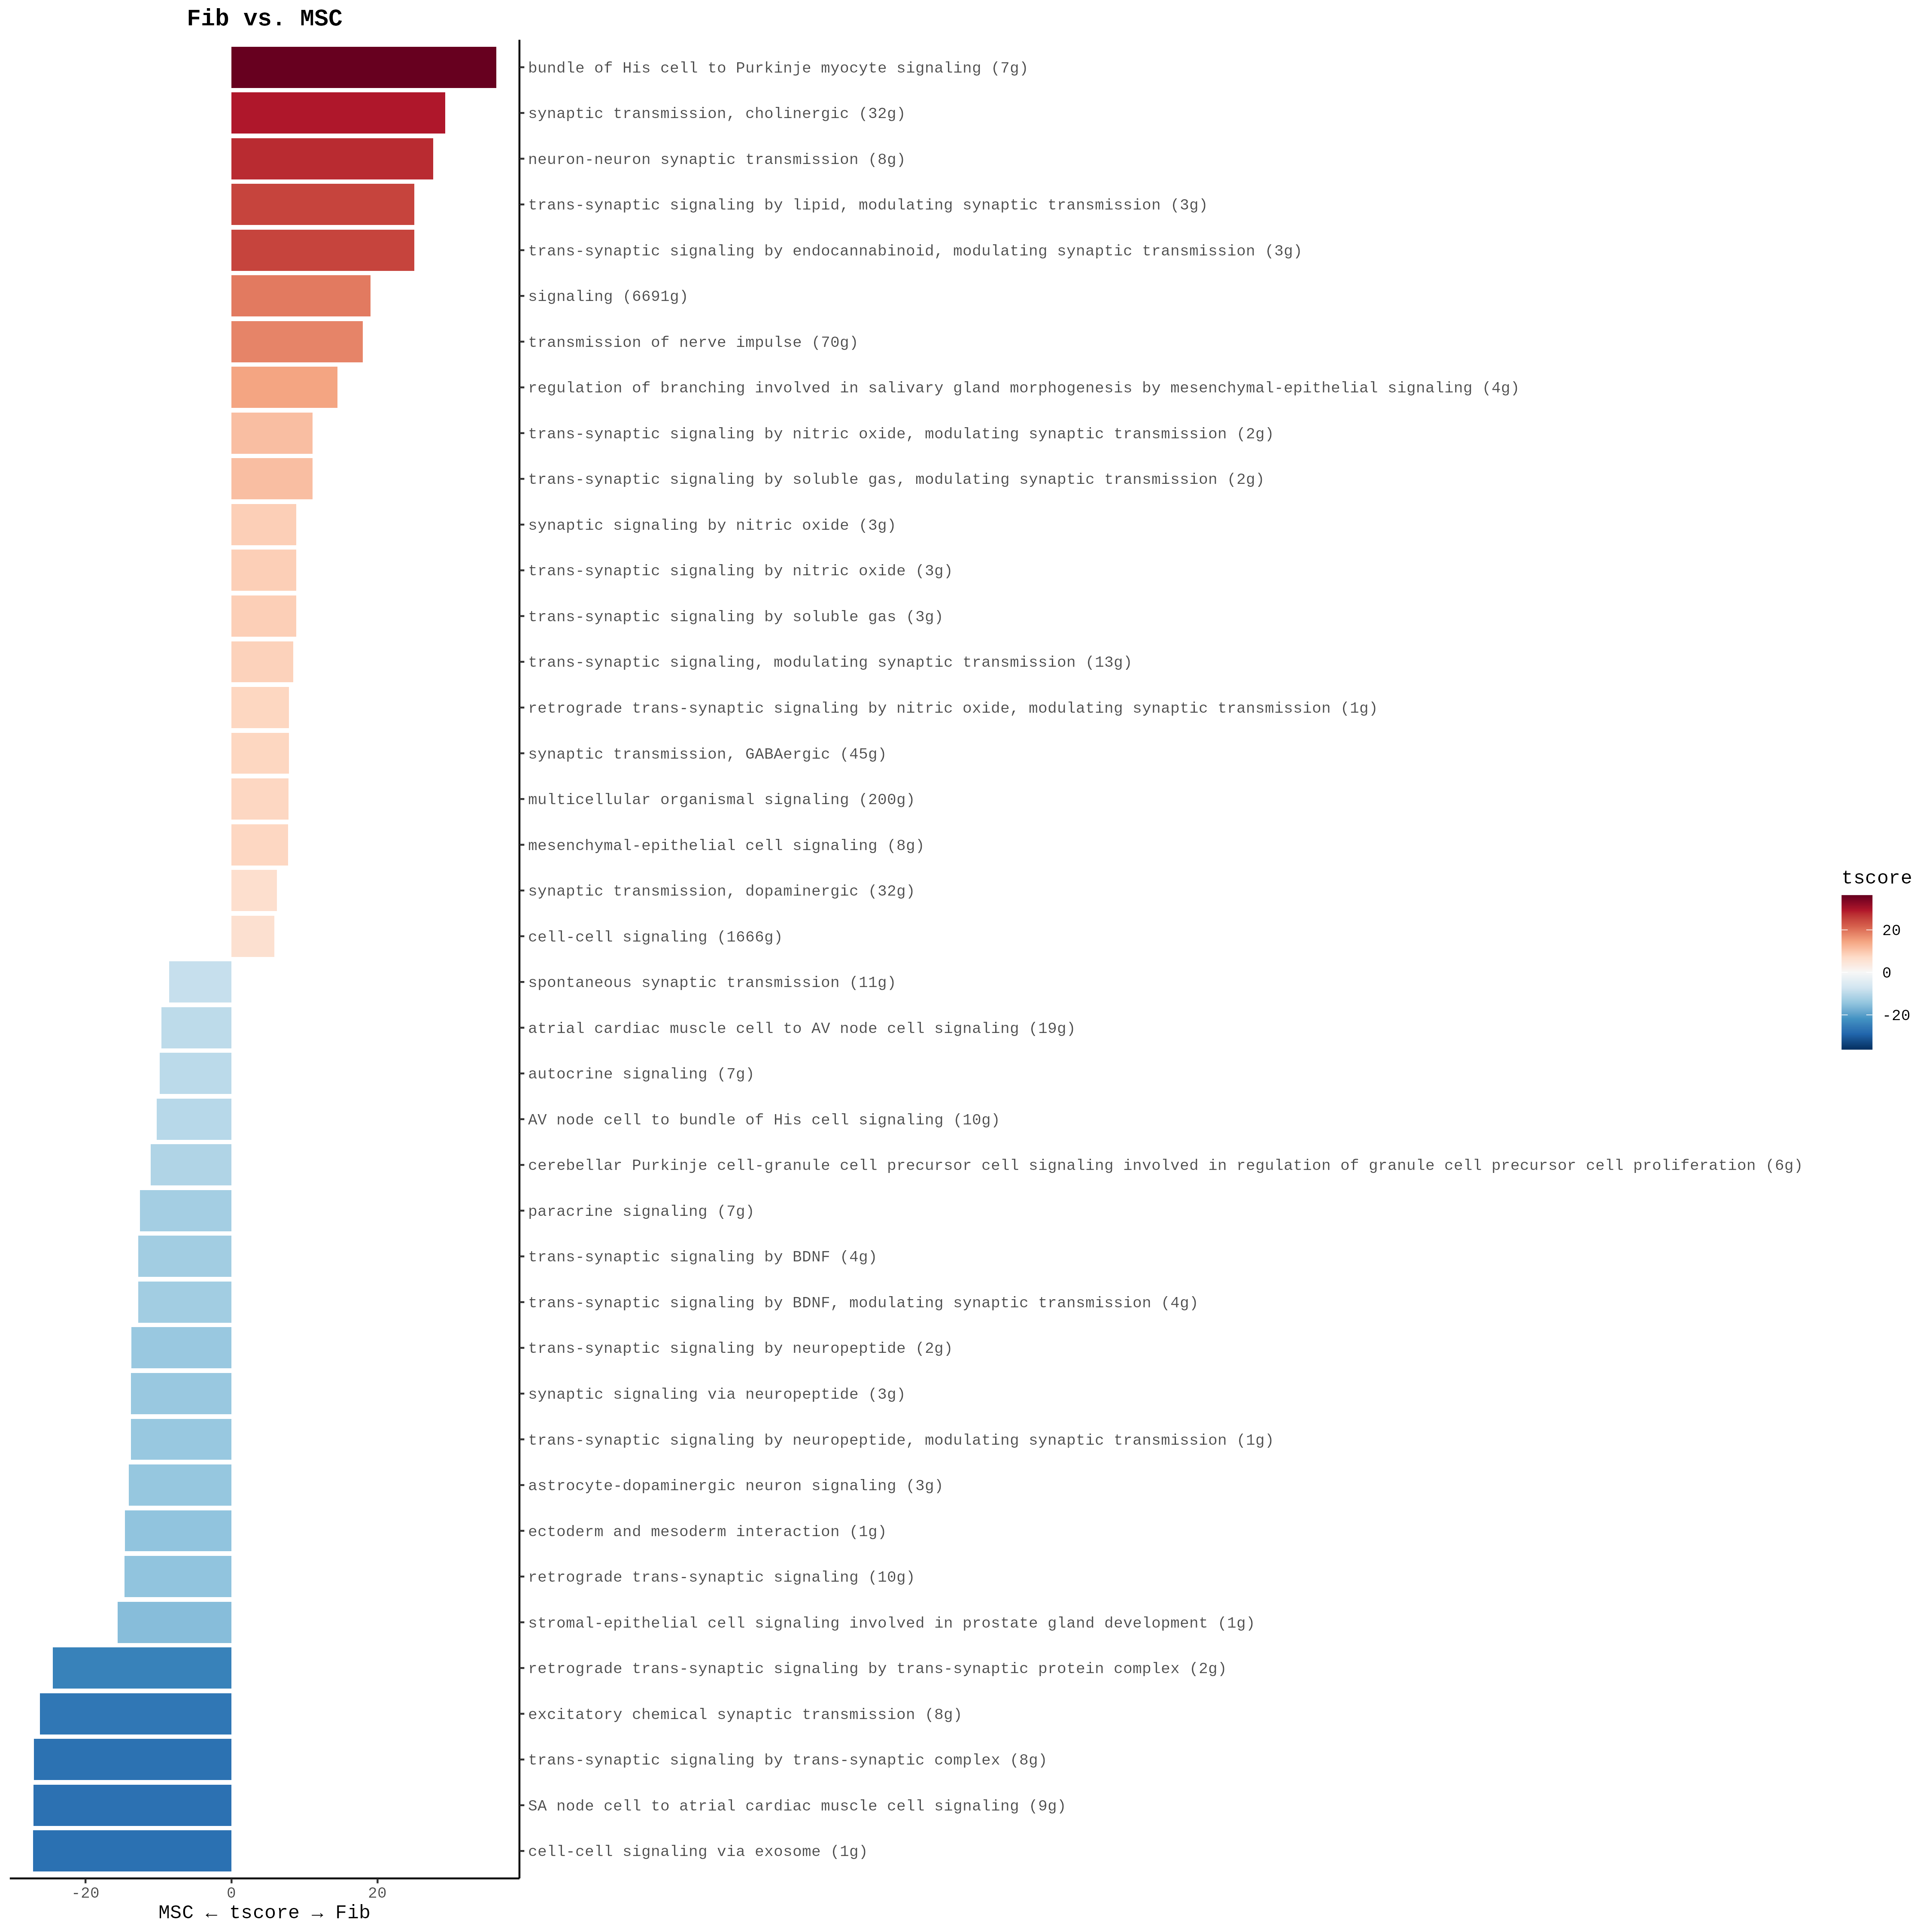 Fib vs. MSC
bundle of His cell to Purkinje myocyte signaling (7g)
synaptic transmission, cholinergic (32g)
neuron-neuron synaptic transmission (8g)
trans-synaptic signaling by lipid, modulating synaptic transmission (3g)
trans-synaptic signaling by endocannabinoid, modulating synaptic transmission (3g)
signaling (6691g)
transmission of nerve impulse (70g)
regulation of branching involved in salivary gland morphogenesis by mesenchymal-epithelial signaling (4g)
trans-synaptic signaling by nitric oxide, modulating synaptic transmission (2g)
trans-synaptic signaling by soluble gas, modulating synaptic transmission (2g)
synaptic signaling by nitric oxide (3g)
trans-synaptic signaling by nitric oxide (3g)
trans-synaptic signaling by soluble gas (3g)
trans-synaptic signaling, modulating synaptic transmission (13g)
retrograde trans-synaptic signaling by nitric oxide, modulating synaptic transmission (1g)
synaptic transmission, GABAergic (45g)
multicellular organismal signaling (200g)
mesenchymal-epithelial cell signaling (8g)
synaptic transmission, dopaminergic (32g)
cell-cell signaling (1666g)
spontaneous synaptic transmission (11g)
atrial cardiac muscle cell to AV node cell signaling (19g)
autocrine signaling (7g)
AV node cell to bundle of His cell signaling (10g)
cerebellar Purkinje cell-granule cell precursor cell signaling involved in regulation of granule cell precursor cell proliferation (6g)
paracrine signaling (7g)
trans-synaptic signaling by BDNF (4g)
trans-synaptic signaling by BDNF, modulating synaptic transmission (4g)
trans-synaptic signaling by neuropeptide (2g)
synaptic signaling via neuropeptide (3g)
trans-synaptic signaling by neuropeptide, modulating synaptic transmission (1g)
astrocyte-dopaminergic neuron signaling (3g)
ectoderm and mesoderm interaction (1g)
retrograde trans-synaptic signaling (10g)
stromal-epithelial cell signaling involved in prostate gland development (1g)
retrograde trans-synaptic signaling by trans-synaptic protein complex (2g)
excitatory chemical synaptic transmission (8g)
trans-synaptic signaling by trans-synaptic complex (8g)
SA node cell to atrial cardiac muscle cell signaling (9g)
cell-cell signaling via exosome (1g)
-20 0 20
MSC ← tscore → Fib
tscore
20
0
-20